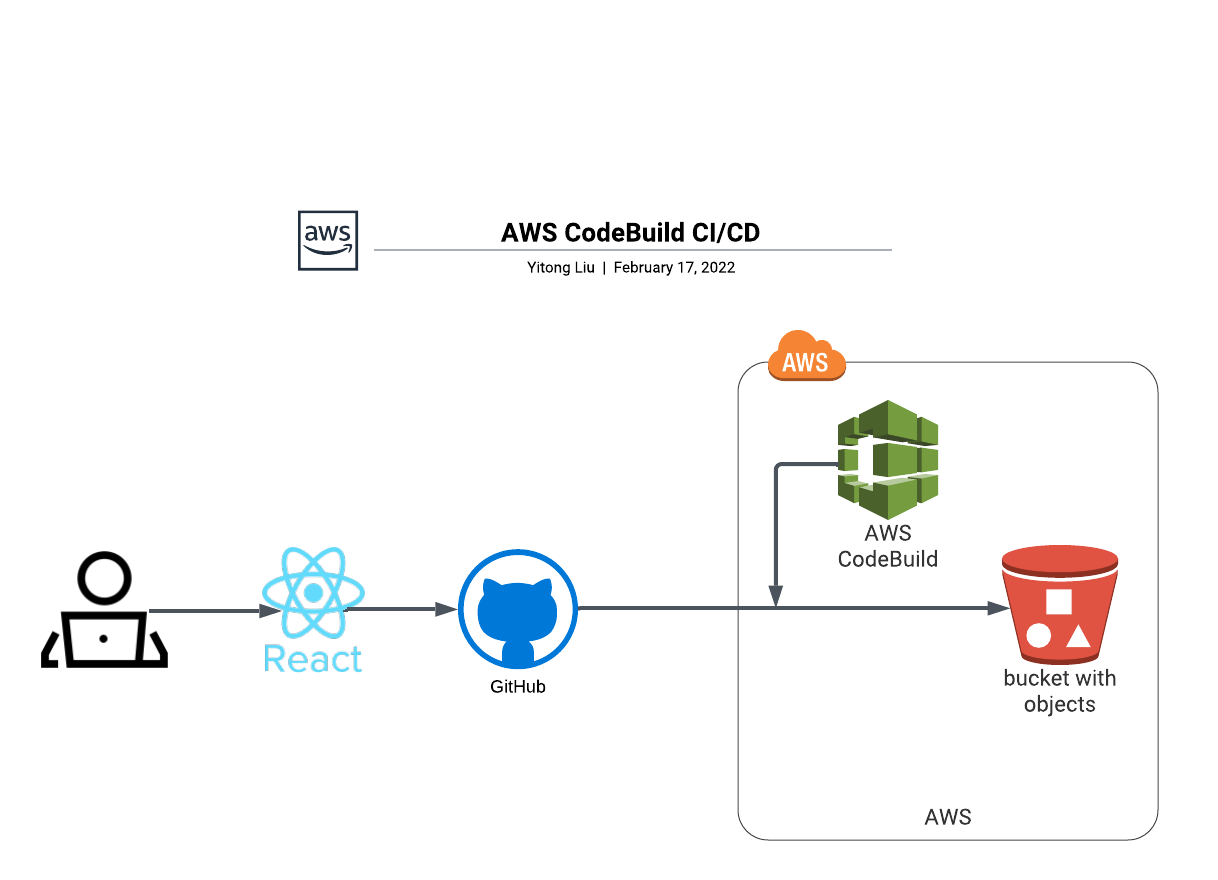 aws
AWS CodeBuild CI/CD
Yitong Liu | February 17, 2022
AWS
AWS
CodeBuild
React
GitHub
bucket with
objects
AWS